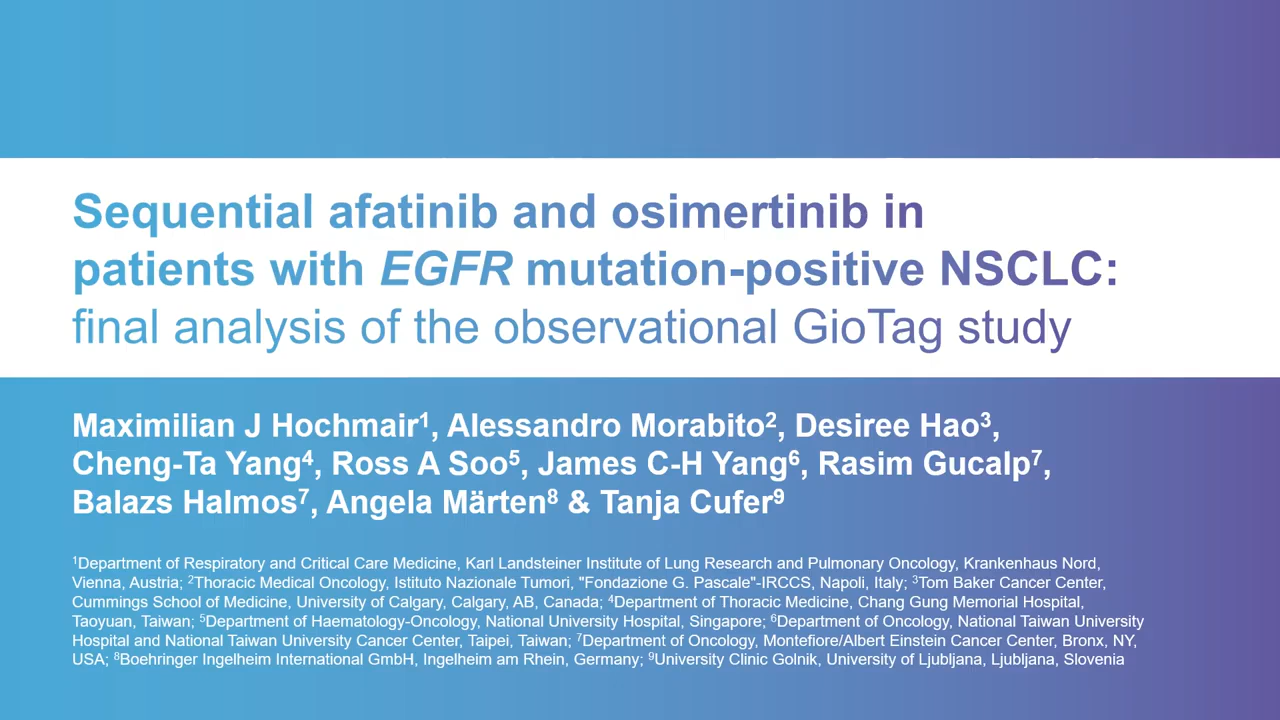 Sequential afatinib and osimertinib in
patients with EGFR mutation-positive NSCLC:
final analysis of the observational GioTag study
Maximilian J Hochmair¹, Alessandro Morabito², Desiree Hao³,
Cheng-Ta Yang⁴, Ross A Soo⁵, James C-H Yang⁶, Rasim Gucalp⁷,
Balazs Halmos⁷, Angela Märten⁸ & Tanja Cufer⁹
¹Department of Respiratory and Critical Care Medicine, Karl Landsteiner Institute of Lung Research and Pulmonary Oncology, Krankenhaus Nord,
Vienna, Austria; ²Thoracic Medical Oncology, Istituto Nazionale Tumori, "Fondazione G. Pascale"-IRCCS, Napoli, Italy; ³Tom Baker Cancer Center,
Cummings School of Medicine, University of Calgary, Calgary, AB, Canada; ⁴Department of Thoracic Medicine, Chang Gung Memorial Hospital,
Taoyuan, Taiwan; ⁵Department of Haematology-Oncology, National University Hospital, Singapore; ⁶Department of Oncology, National Taiwan University
Hospital and National Taiwan University Cancer Center, Taipei, Taiwan; ⁷Department of Oncology, Montefiore/Albert Einstein Cancer Center, Bronx, NY,
USA; ⁸Boehringer Ingelheim International GmbH, Ingelheim am Rhein, Germany; ⁹University Clinic Golnik, University of Ljubljana, Ljubljana, Slovenia